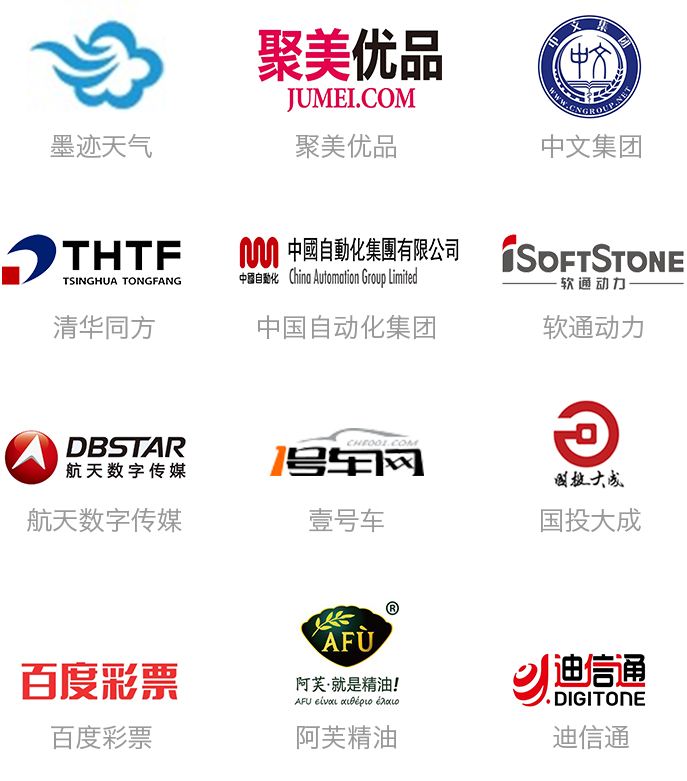 聚美优品
JUMEI.COM
中文集团
中文
WWW.CNGROUP.NET
墨迹天气
聚美优品
中文集团
THTF
TSINGHUA TONGFANG
中國自動化
中國自動化集團有限公司
China Automation Group Limited
iSOFTSTONE
软通动力
清华同方
中国自动化集团
软通动力
DBSTAR
航天数字传媒
CHE001.COM
1号车网
国投大成
航天数字传媒
壹号车
国投大成
百度彩票
®
AFÙ
阿芙·就是精油!
AFU είναι αιθέριο έλαιο
迪信通
DIGITONE
百度彩票
阿芙精油
迪信通